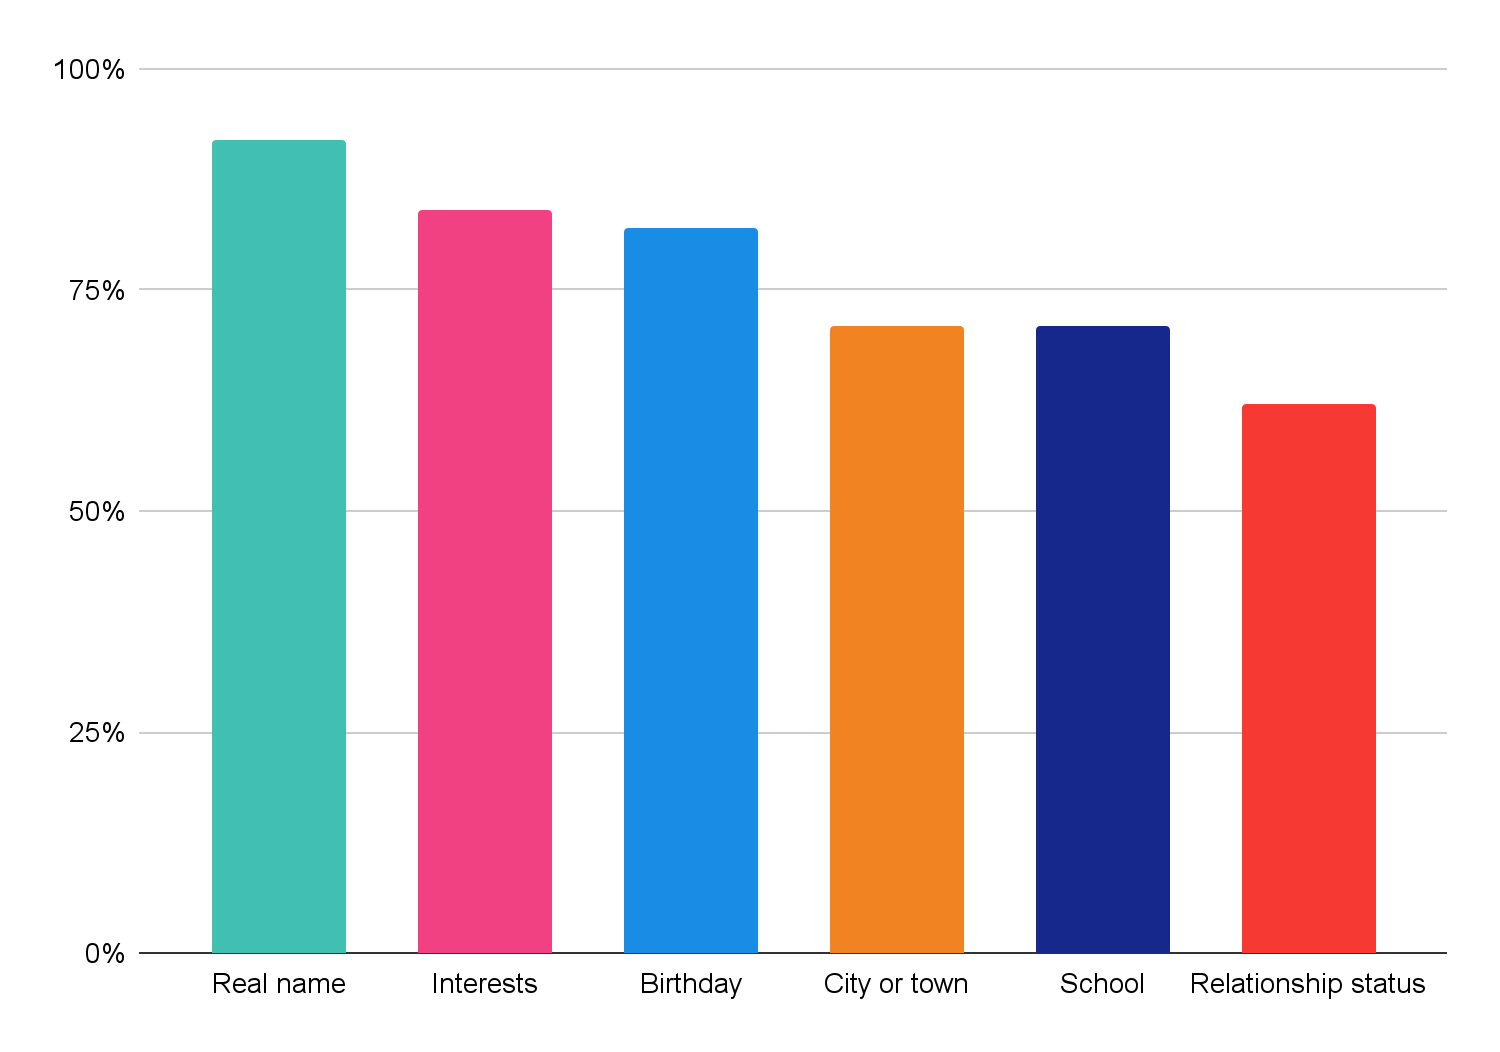 100%
75%
50%
25%
0%
Real name
Interests
Birthday
City or town
School
Relationship status